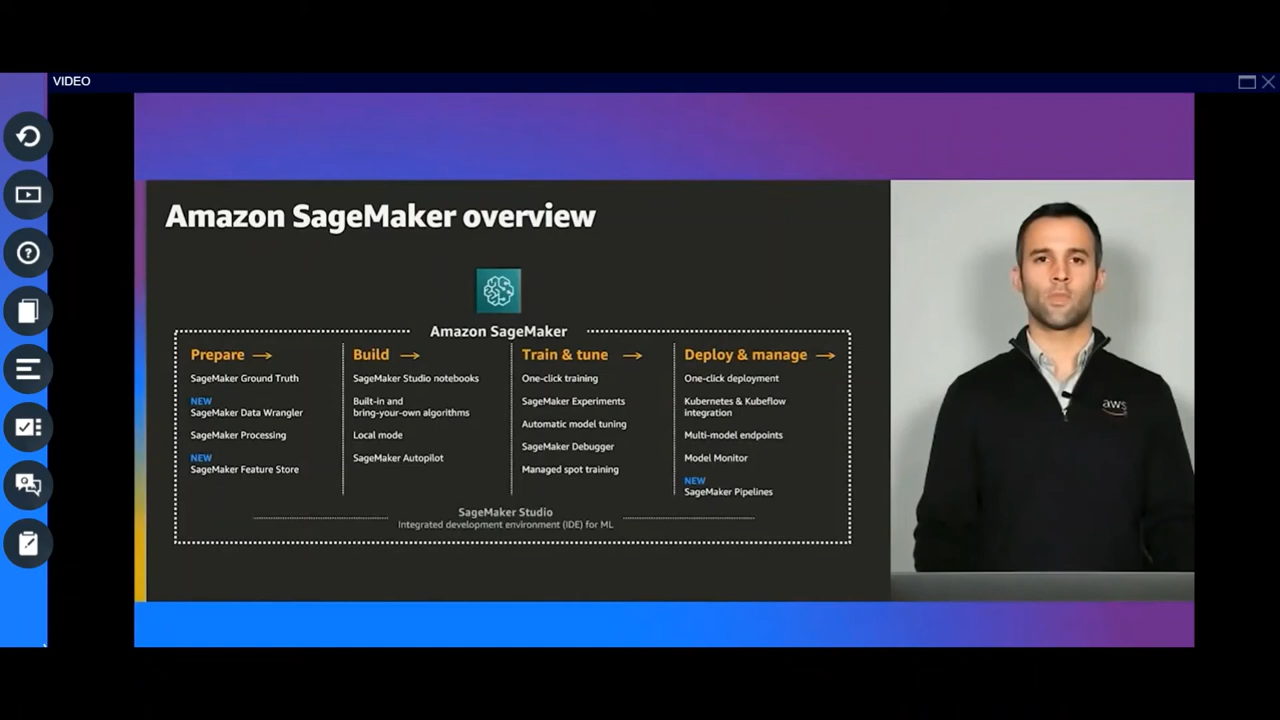 VIDEO
Amazon SageMaker overview
Amazon SageMaker
Prepare
SageMaker Ground Truth
NEW
SageMaker Data Wrangler
SageMaker Processing
NEW
SageMaker Feature Store
Build
SageMaker Studio notebooks
Built-in and
bring-your-own algorithms
Local mode
SageMaker Autopilot
Train & tune
One-click training
SageMaker Experiments
Automatic model tuning
SageMaker Debugger
Managed spot training
Deploy & manage
One-click deployment
Kubernetes & Kubeflow
integration
Multi-model endpoints
Model Monitor
NEW
SageMaker Pipelines
SageMaker Studio
Integrated development environment (IDE) for ML
aws